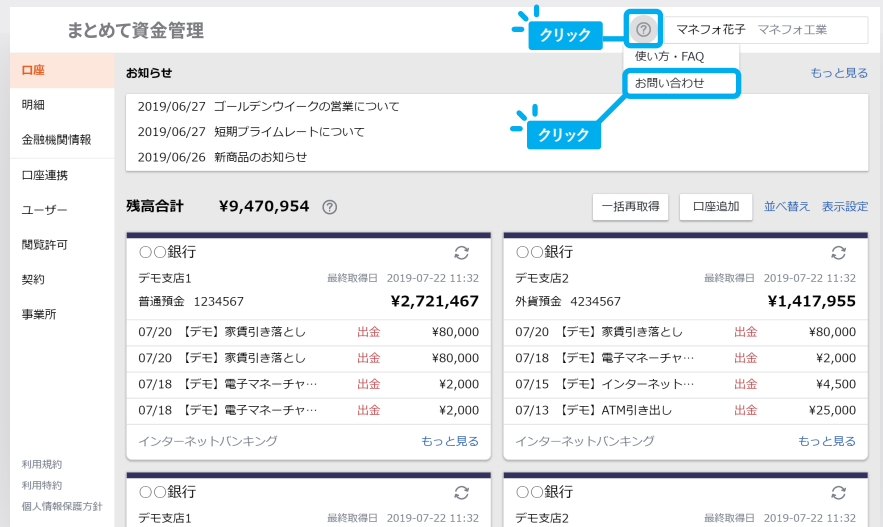 まとめて資金管理
クリック
?
マネフォ花子 マネフォ工業
使い方・FAQ
お問い合わせ
クリック
口座
明細
金融機関情報
口座連携
ユーザー
閲覧許可
契約
事業所
利用規約
利用特約
個人情報保護方針
お知らせ
もっと見る
2019/06/27 ゴールデンウイークの営業について
2019/06/27 短期プライムレートについて
2019/06/26 新商品のお知らせ
残高合計 ¥9,470,954 ?
一括再取得 口座追加 並べ替え 表示設定
〇〇銀行
デモ支店1 最終取得日 2019-07-22 11:32
普通預金 1234567 ¥2,721,467
07/20 【デモ】家賃引き落とし 出金 ¥80,000
07/20 【デモ】家賃引き落とし 出金 ¥80,000
07/18 【デモ】電子マネーチャ… 出金 ¥2,000
07/18 【デモ】電子マネーチャ… 出金 ¥2,000
インターネットバンキング もっと見る
〇〇銀行
デモ支店2 最終取得日 2019-07-22 11:32
外貨預金 4234567 ¥1,417,955
07/20 【デモ】家賃引き落とし 出金 ¥80,000
07/18 【デモ】電子マネーチャ… 出金 ¥2,000
07/15 【デモ】インターネット… 出金 ¥4,500
07/13 【デモ】ATM引き出し 出金 ¥25,000
インターネットバンキング もっと見る
〇〇銀行
デモ支店1 最終取得日 2019-07-22 11:32
〇〇銀行
デモ支店2 最終取得日 2019-07-22 11:32